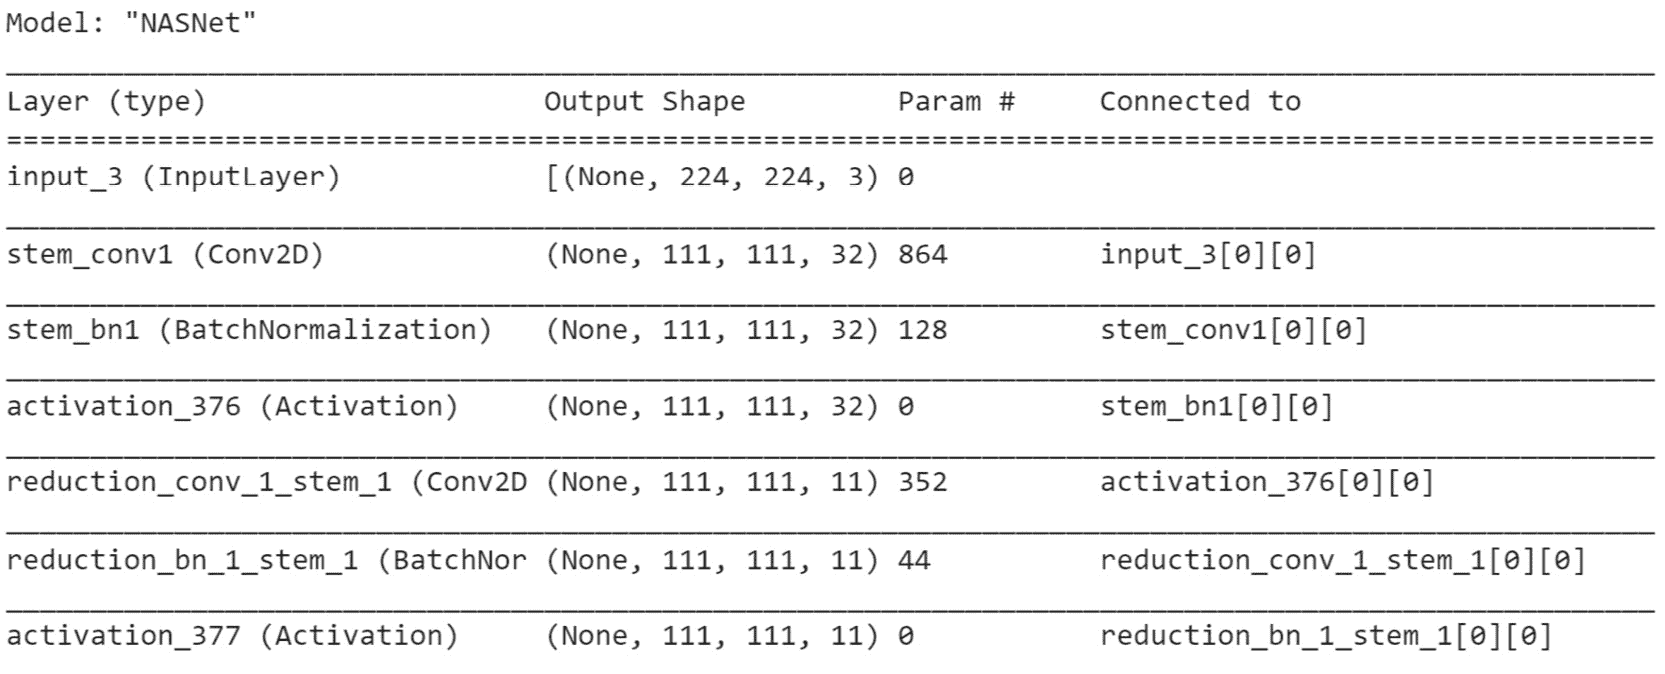 Model: "NASNet"
Layer (type) Output Shape Param # Connected to
input_3 (InputLayer) [(None, 224, 224, 3) 0
stem_conv1 (Conv2D) (None, 111, 111, 32) 864 input_3[0][0]
stem_bn1 (BatchNormalization) (None, 111, 111, 32) 128 stem_conv1[0][0]
activation_376 (Activation) (None, 111, 111, 32) 0 stem_bn1[0][0]
reduction_conv_1_stem_1 (Conv2D (None, 111, 111, 11) 352 activation_376[0][0]
reduction_bn_1_stem_1 (BatchNor (None, 111, 111, 11) 44 reduction_conv_1_stem_1[0][0]
activation_377 (Activation) (None, 111, 111, 11) 0 reduction_bn_1_stem_1[0][0]